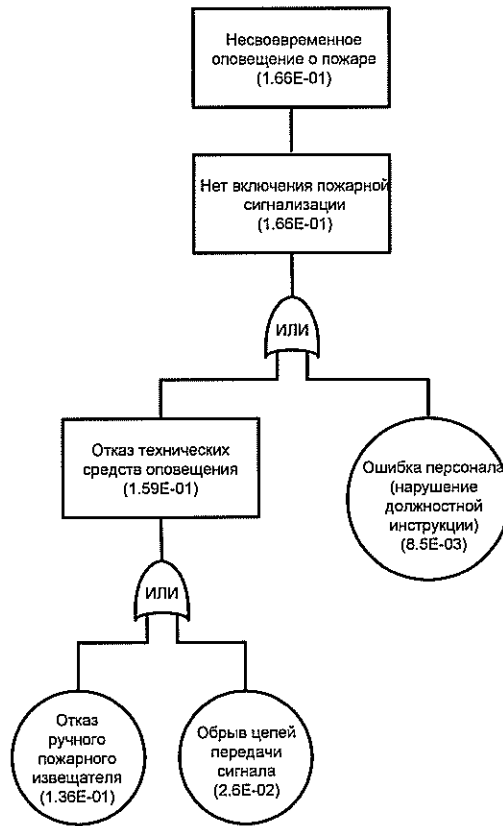 Несвоевременное
оповещение о пожаре
(1.66E-01)
Нет включения пожарной
сигнализации
(1.66E-01)
ИЛИ
Отказ технических
средств оповещения
(1.59E-01)
Ошибка персонала
(нарушение
должностной
инструкции)
(8.5E-03)
ИЛИ
Отказ
ручного
пожарного
извещателя
(1.36E-01)
Обрыв цепей
передачи
сигнала
(2.6E-02)